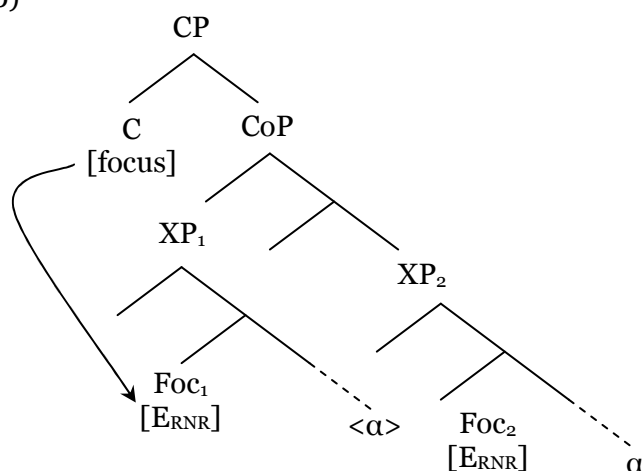 CP
C
CoP
[focus]
XP₁
XP₂
Foc₁
[E_RNR]
<α>
Foc₂
[E_RNR]
α